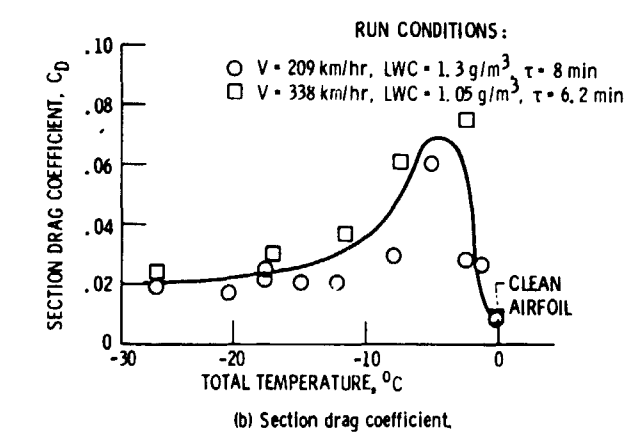 RUN CONDITIONS:
V = 209 km/hr, LWC = 1.3 g/m³, τ = 8 min
V = 338 km/hr, LWC = 1.05 g/m³, τ = 6.2 min
SECTION DRAG COEFFICIENT, C_D
.10
.08
.06
.04
.02
0
CLEAN
AIRFOIL
-30
-20
-10
0
TOTAL TEMPERATURE, °C
(b) Section drag coefficient.